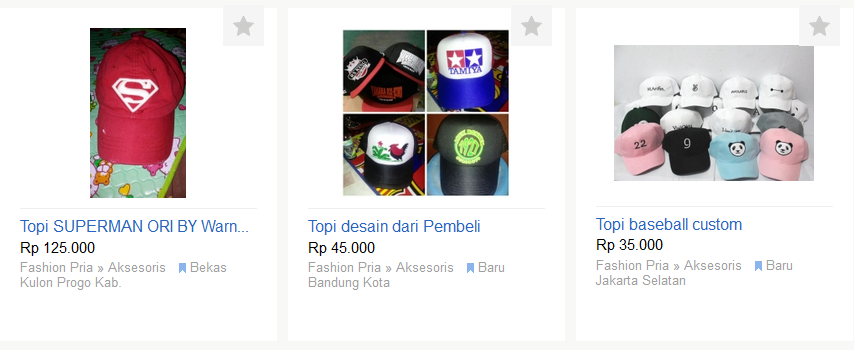 TAMIYA
22
9
Topi SUPERMAN ORI BY Warn...
Rp 125.000
Fashion Pria » Aksesoris Bekas
Kulon Progo Kab.
Topi desain dari Pembeli
Rp 45.000
Fashion Pria » Aksesoris Baru
Bandung Kota
Topi baseball custom
Rp 35.000
Fashion Pria » Aksesoris Baru
Jakarta Selatan